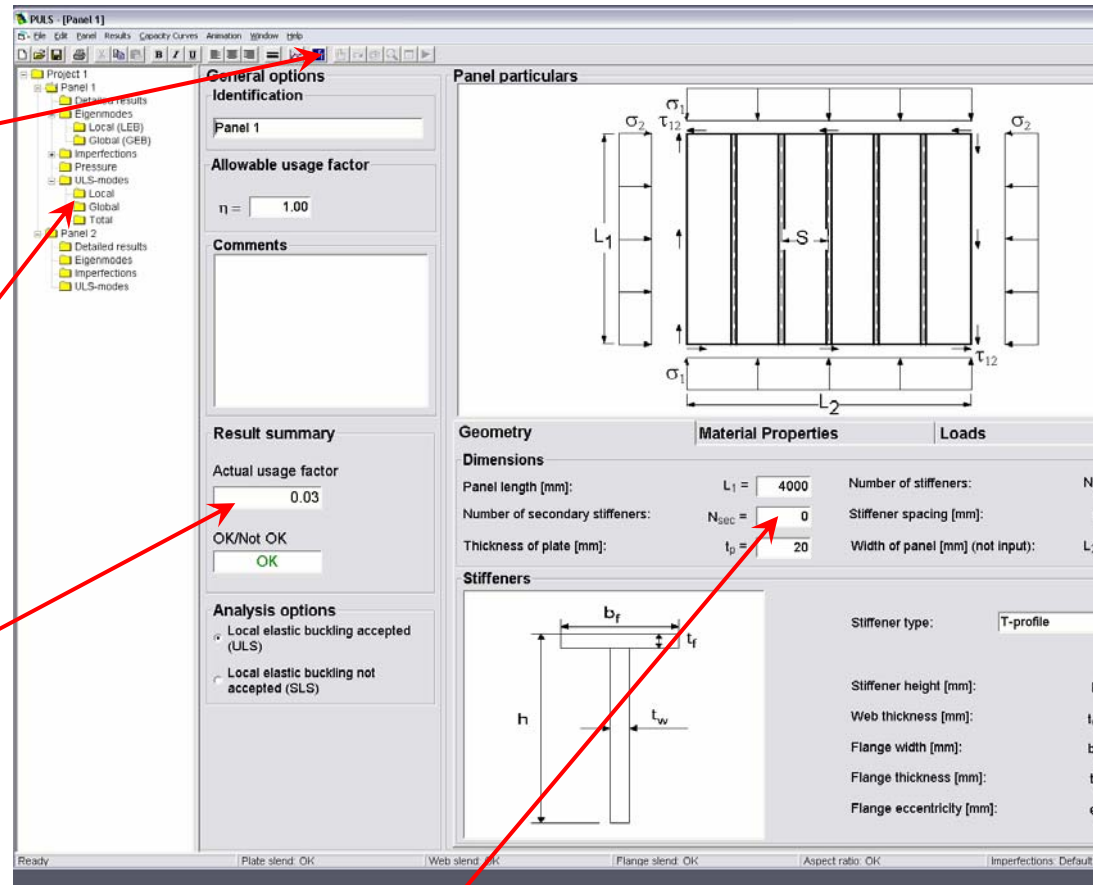 PULS - [Panel 1]
File Edit Panel Results Capacity Curves Animation Window Help
B I U
Project 1
Panel 1
Detailed results
Eigenmodes
Local (LEB)
Global (GEB)
Imperfections
Pressure
ULS-modes
Local
Global
Total
Panel 2
Detailed results
Eigenmodes
Imperfections
ULS-modes
General options
Identification
Panel 1
Allowable usage factor
η = 1.00
Comments
Result summary
Actual usage factor
0.03
OK/Not OK
OK
Analysis options
Local elastic buckling accepted
(ULS)
Local elastic buckling not
accepted (SLS)
Panel particulars
σ1
σ2 τ12 σ2
L1 S
τ12
σ1
L2
Geometry Material Properties Loads
Dimensions
Panel length [mm]: L1 = 4000 Number of stiffeners: N
Number of secondary stiffeners: Nsec = 0 Stiffener spacing [mm]:
Thickness of plate [mm]: tp = 20 Width of panel [mm] (not input): L
Stiffeners
bf
tf
h tw
Stiffener type: T-profile
Stiffener height [mm]:
Web thickness [mm]:
Flange width [mm]:
Flange thickness [mm]:
Flange eccentricity [mm]:
Ready Plate slend: OK Web slend: OK Flange slend: OK Aspect ratio: OK Imperfections: Default